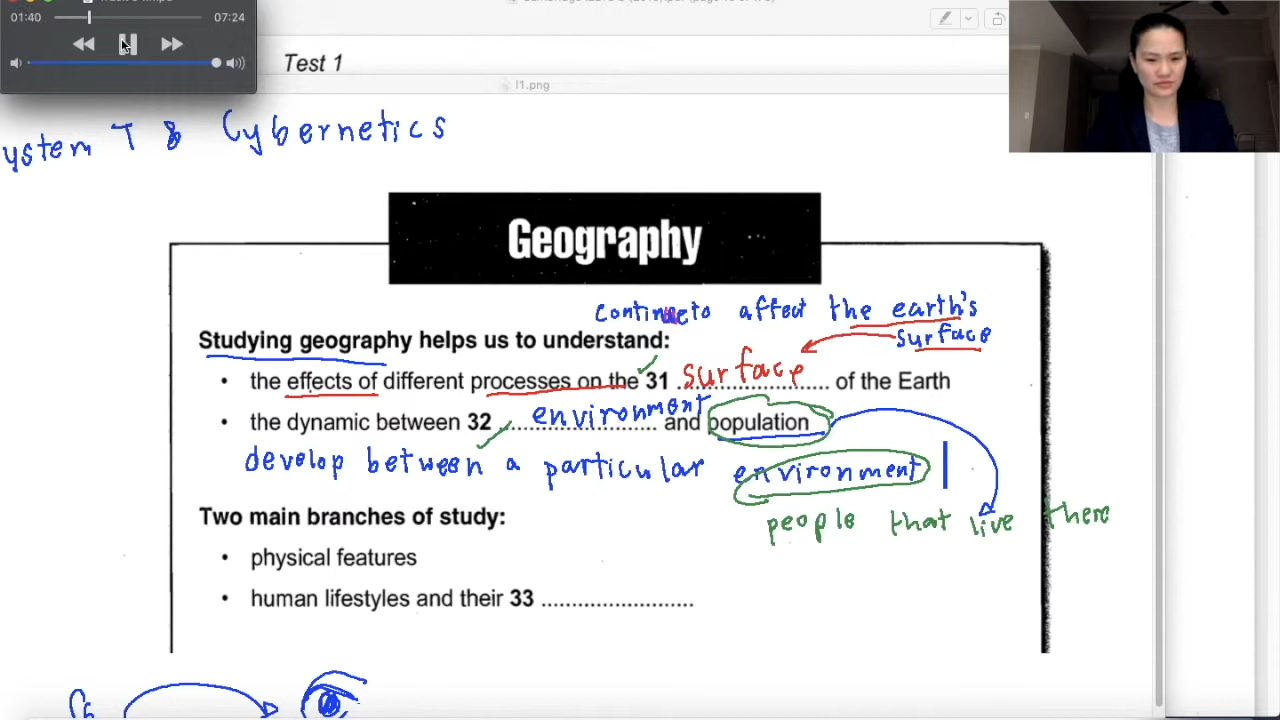 01:40
07:24
Test 1
l1.png
ystem T & Cybernetics
Geography
continue to affect the earth's
surface
Studying geography helps us to understand:
• the effects of different processes on the 31 surface of the Earth
• the dynamic between 32 environment and population
develop between a particular environment
people that live there
Two main branches of study:
• physical features
• human lifestyles and their 33 .........................